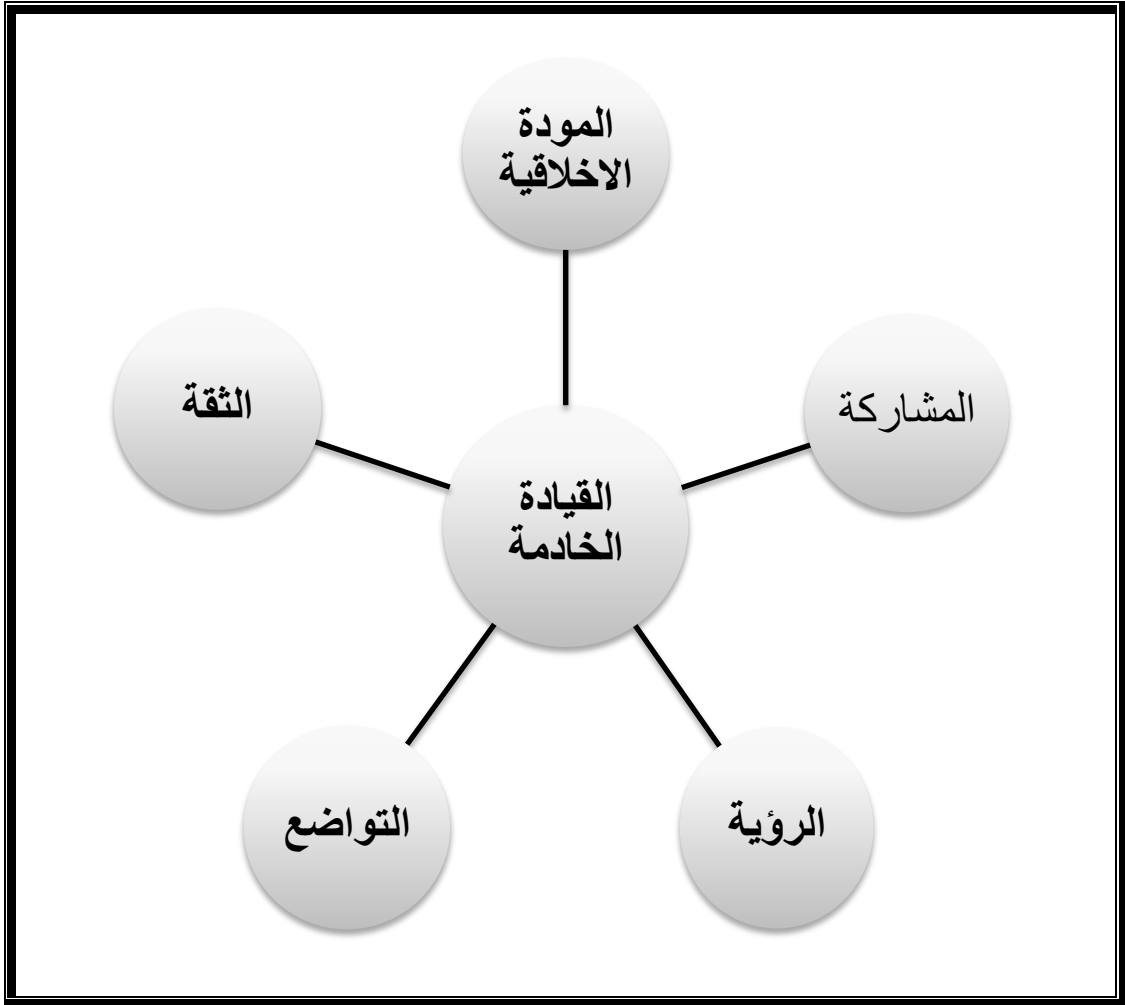 المودة
الاخلاقية
المشاركة
الثقة
القيادة
الخادمة
الرؤية
التواضع